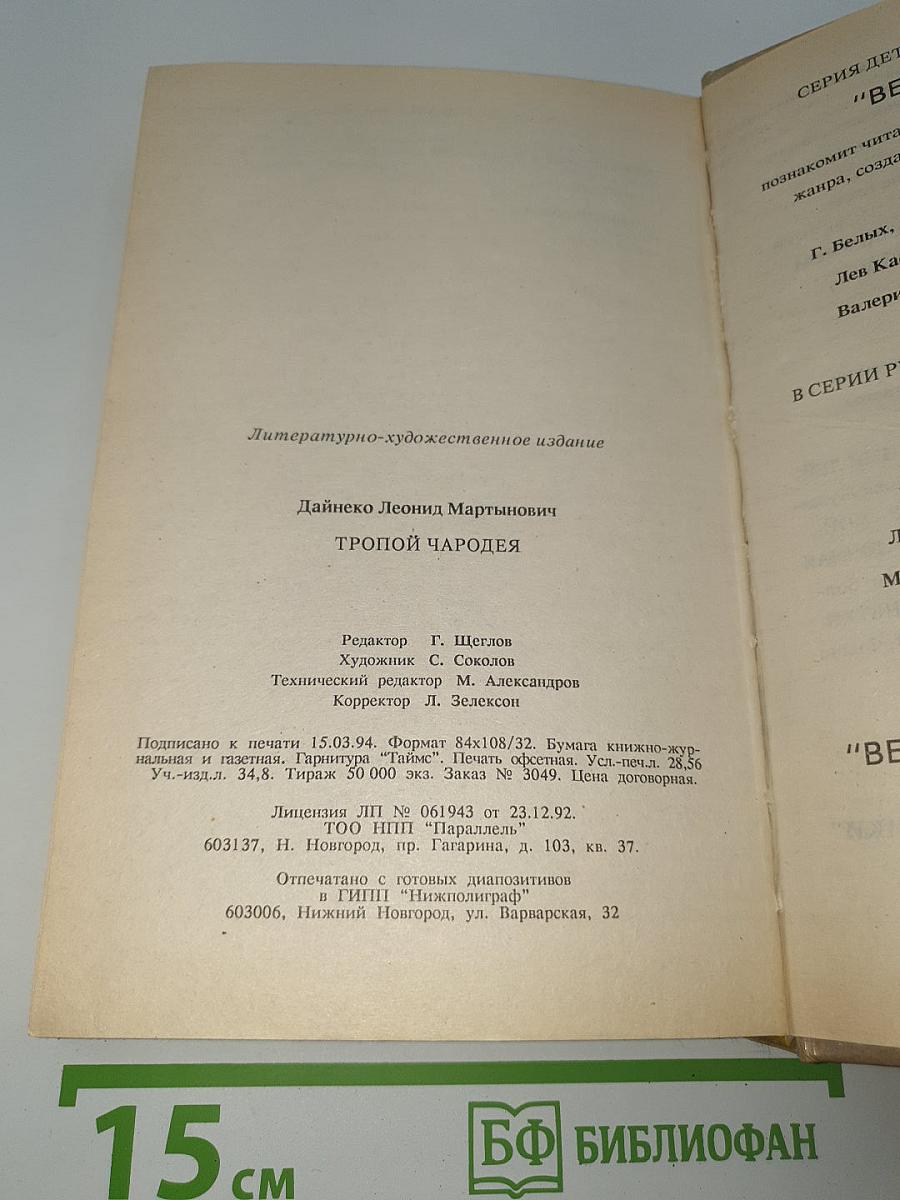 Литературно-художественное издание
Дайнеко Леонид Мартынович
ТРОПОЙ ЧАРОДЕЯ
Редактор Г. Щеглов
Художник С. Соколов
Технический редактор М. Александров
Корректор Л. Зелексон
Подписано к печати 15.03.94. Формат 84х108/32. Бумага книжно-жур-
нальная и газетная. Гарнитура "Таймс". Печать офсетная. Усл.-печ.л. 28,56
Уч.-изд.л. 34,8. Тираж 50 000 экз. Заказ № 3049. Цена договорная.
Лицензия ЛП № 061943 от 23.12.92.
ТОО НПП "Параллель"
603137, Н. Новгород, пр. Гагарина, д. 103, кв. 37.
Отпечатано с готовых диапозитивов
в ГИПП "Нижполиграф"
603006, Нижний Новгород, ул. Варварская, 32
СЕРИЯ ДЕТ
"ВЕ
познакомит чита
жанра, созда
Г. Белых,
Лев Ка
Валери
В СЕРИИ
Л
М
"ВЕ
15 см
БФ БИБЛИОФАН